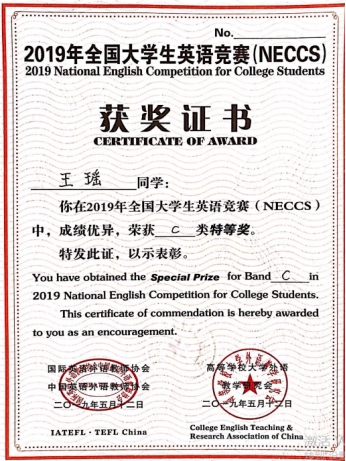 No.
2019年全国大学生英语竞赛(NECCS)
2019 National English Competition for College Students
获奖证书
CERTIFICATE OF AWARD
王瑶 同学:
你在2019年全国大学生英语竞赛（NECCS）
中，成绩优异，荣获 C 类特等奖。
特发此证，以示表彰。
You have obtained the Special Prize for Band C in
2019 National English Competition for College Students.
This certificate of commendation is hereby awarded
to you as an encouragement.
国际英语外语教师协会 高等学校大学外语
中国英语外语教师协会 教学研究会
二〇一九年五月十二日 二〇一九年五月十二日
IATEFL · TEFL China College English Teaching &
Research Association of China